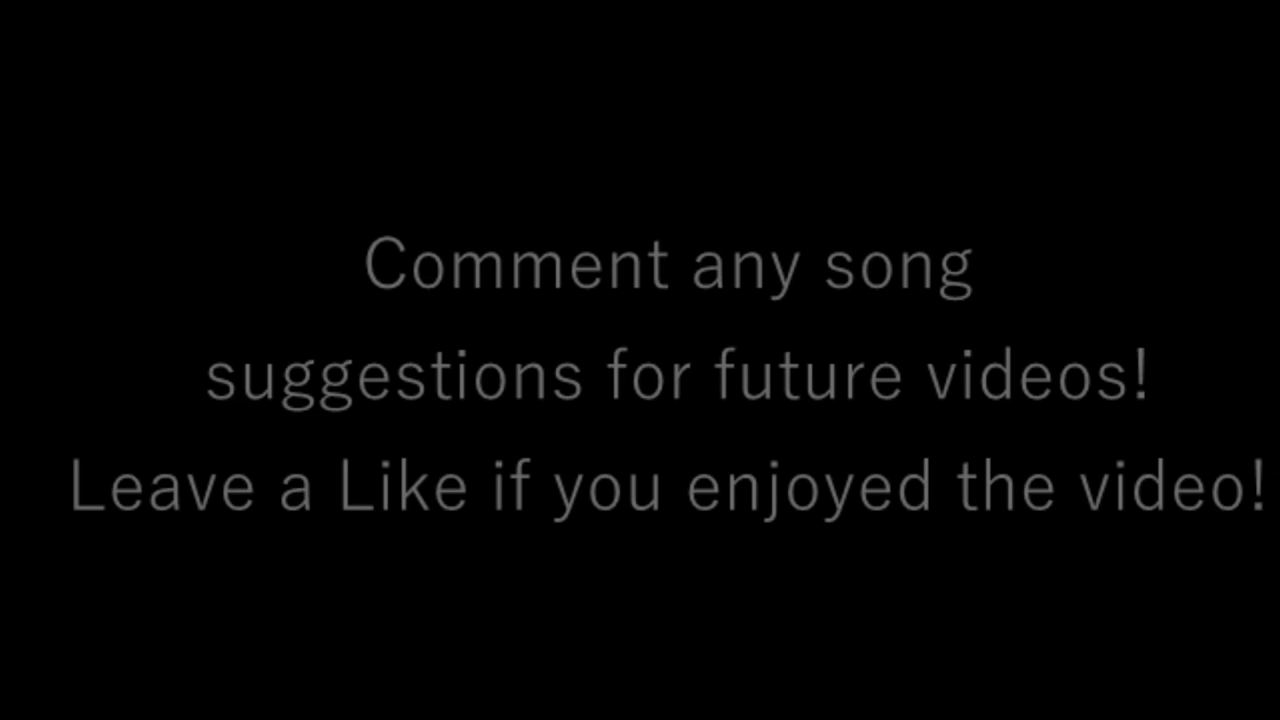 Comment any song
suggestions for future videos!
Leave a Like if you enjoyed the video!